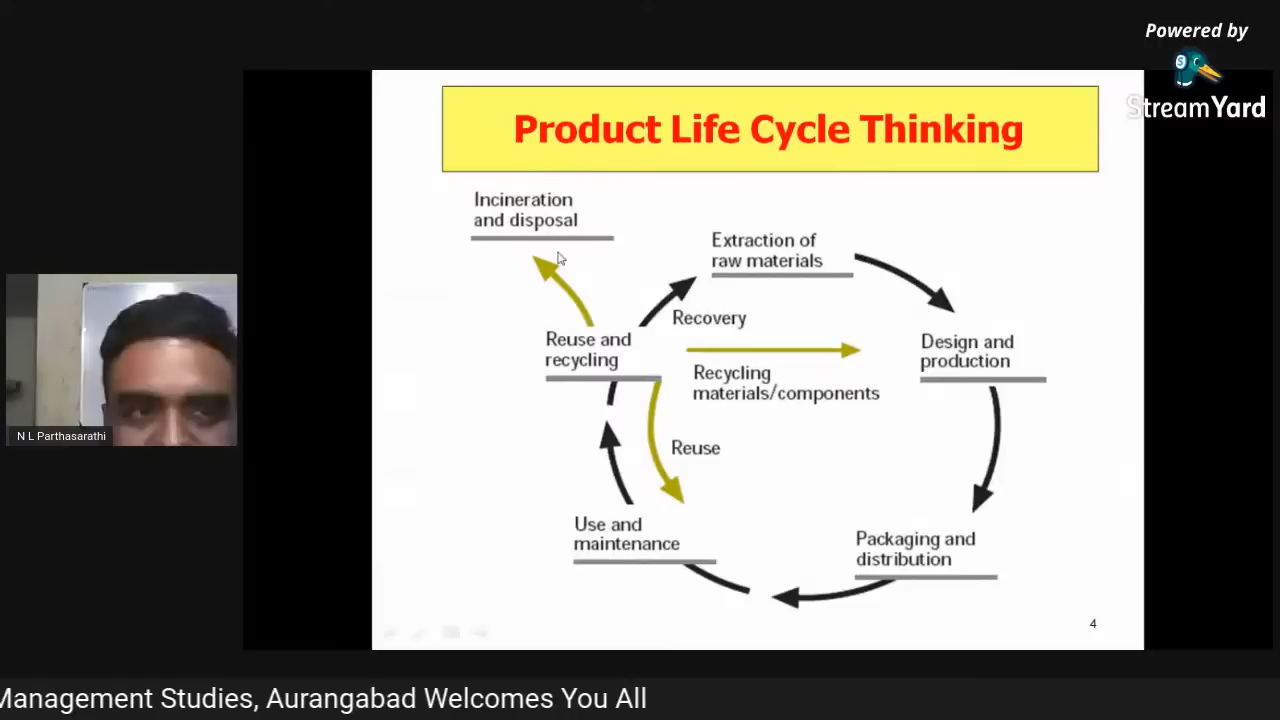 Powered by
StreamYard
Product Life Cycle Thinking
Incineration
and disposal
Extraction of
raw materials
Recovery
Reuse and
recycling
Design and
production
Recycling
materials/components
Reuse
Use and
maintenance
Packaging and
distribution
4
N L Parthasarathi
Management Studies, Aurangabad Welcomes You All